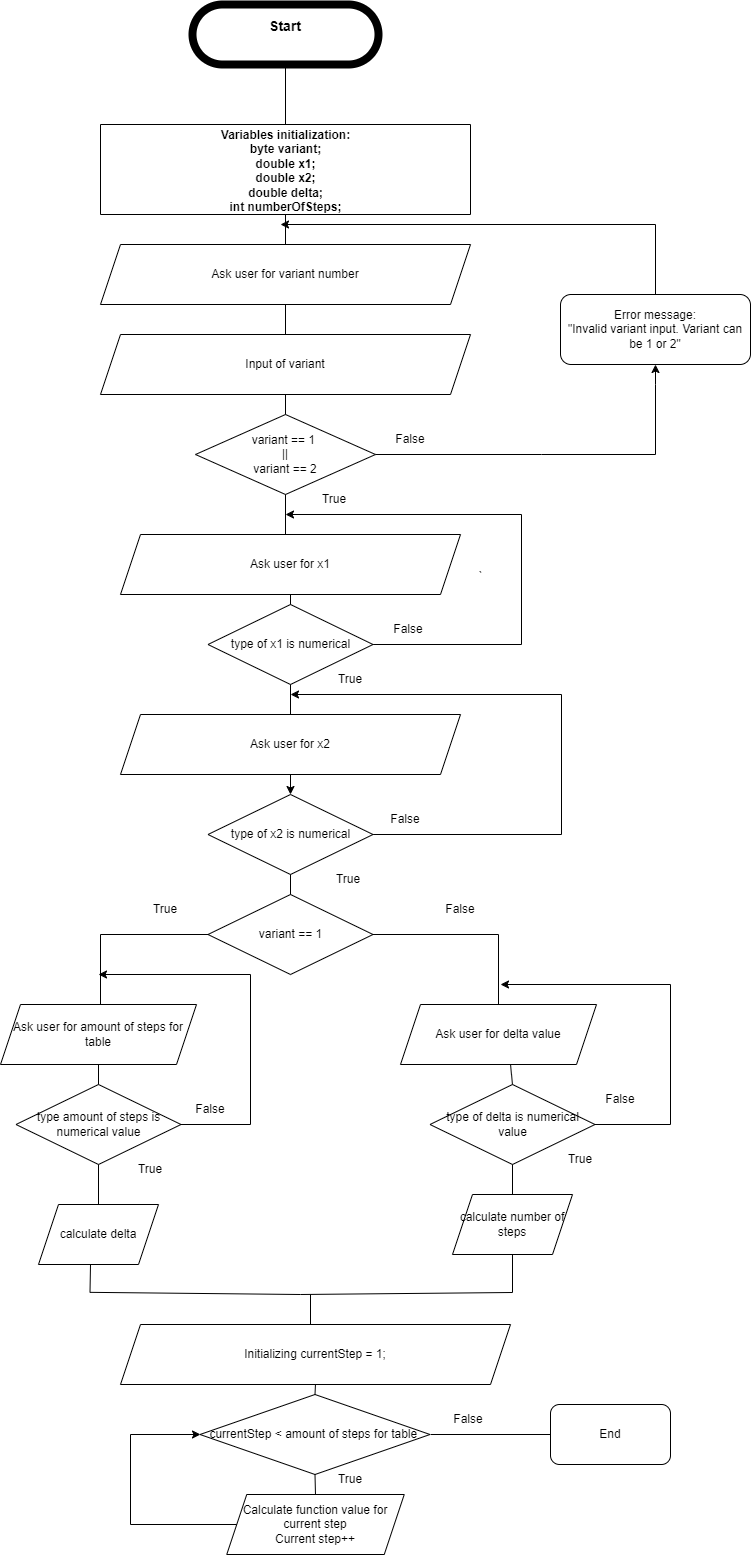 Start
Variables initialization:
byte variant;
double x1;
double x2;
double delta;
int numberOfSteps;
Ask user for variant number
Error message:
"Invalid variant input. Variant can
be 1 or 2"
Input of variant
variant == 1
||
variant == 2
False
True
Ask user for x1
`
type of x1 is numerical
False
True
Ask user for x2
type of x2 is numerical
False
True
True
variant == 1
False
Ask user for amount of steps for
table
Ask user for delta value
type amount of steps is
numerical value
False
type of delta is numerical
value
False
True
True
calculate delta
calculate number of
steps
Initializing currentStep = 1;
currentStep < amount of steps for table
False
End
True
Calculate function value for
current step
Current step++